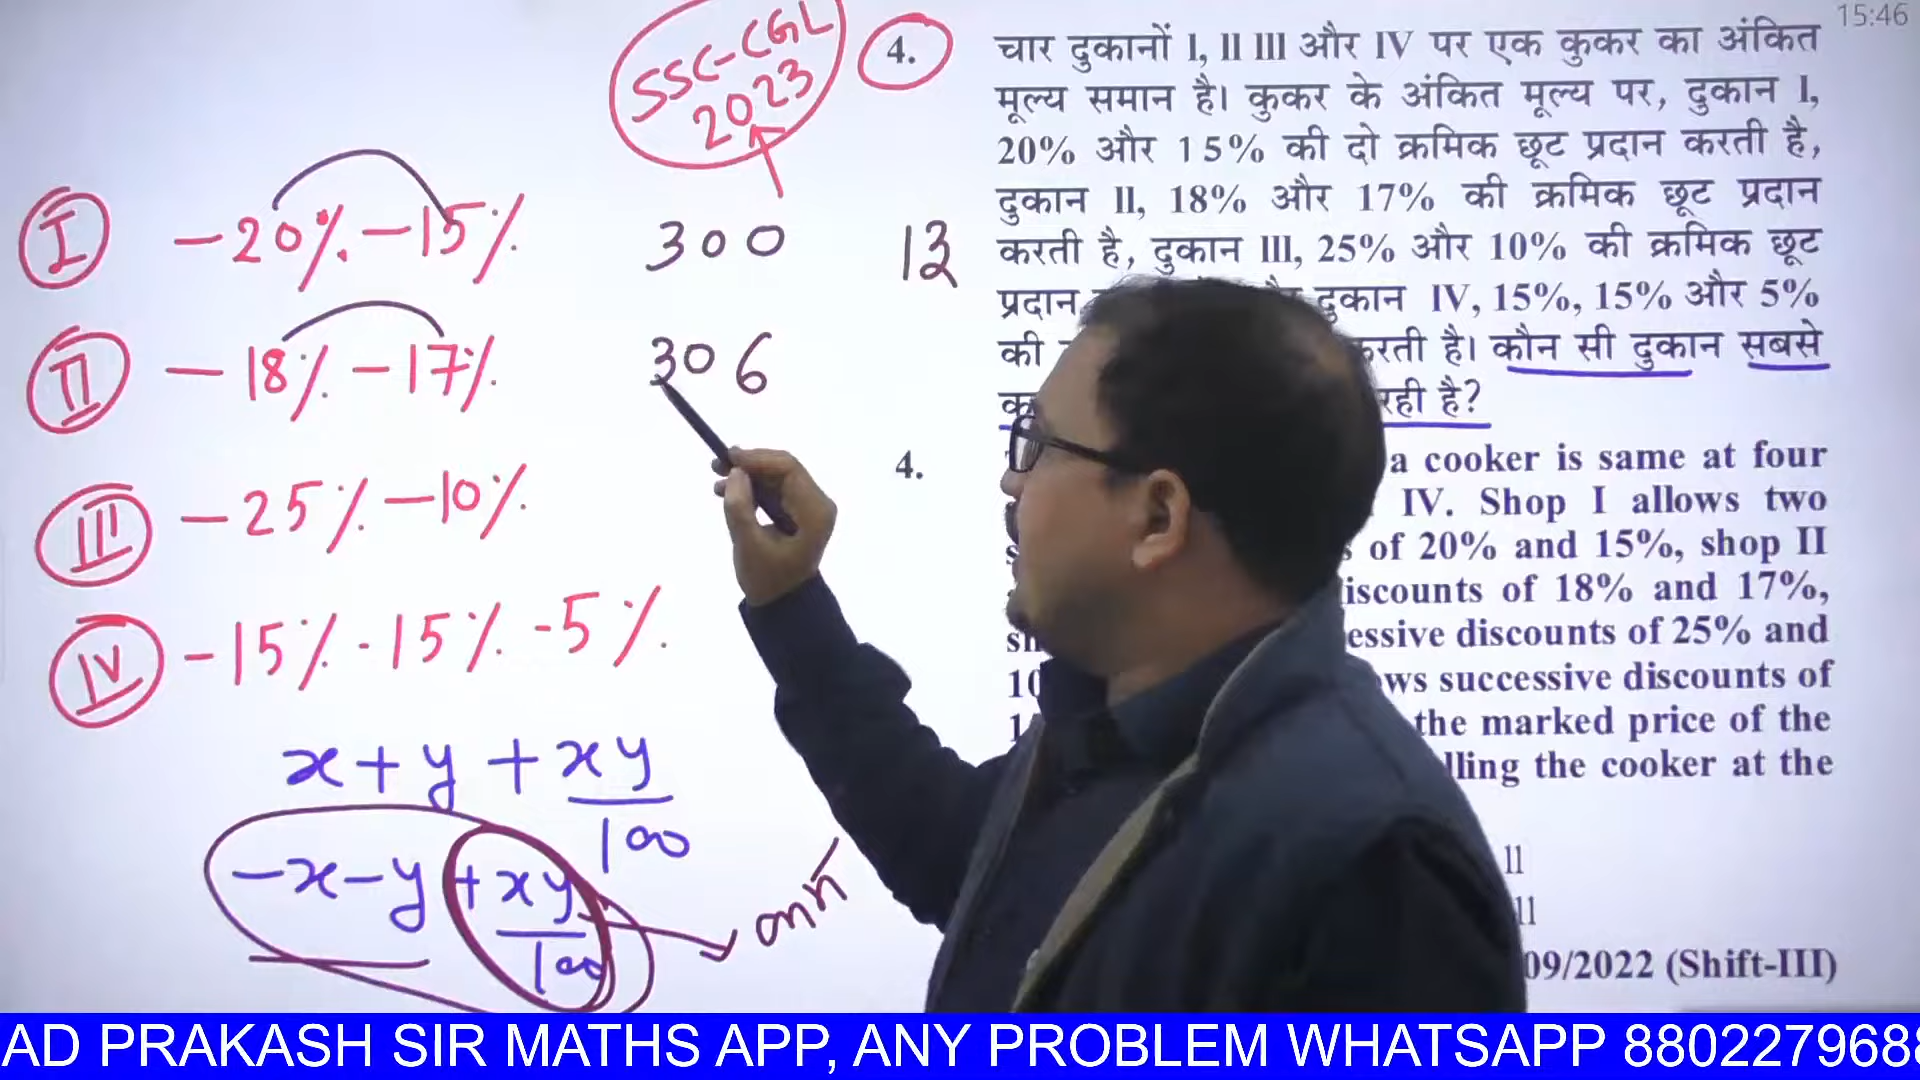 15:46
SSC-CGL
2023
4.
चार दुकानों I, II III और IV पर एक कुकर का अंकित
मूल्य समान है। कुकर के अंकित मूल्य पर, दुकान I,
20% और 15% की दो क्रमिक छूट प्रदान करती है,
दुकान II, 18% और 17% की क्रमिक छूट प्रदान
करती है, दुकान III, 25% और 10% की क्रमिक छूट
प्रदान दुकान IV, 15%, 15% और 5%
की करती है। कौन सी दुकान सबसे
रही है?
I -20% -15% 300
II -18% -17% 306
III -25% -10%
IV -15% -15% -5%
x+y+xy/100
-x-y+xy/100
4.
a cooker is same at four
IV. Shop I allows two
of 20% and 15%, shop II
discounts of 18% and 17%,
essive discounts of 25% and
10 ws successive discounts of
the marked price of the
lling the cooker at the
ll
ll
09/2022 (Shift-III)
AD PRAKASH SIR MATHS APP, ANY PROBLEM WHATSAPP 880227968